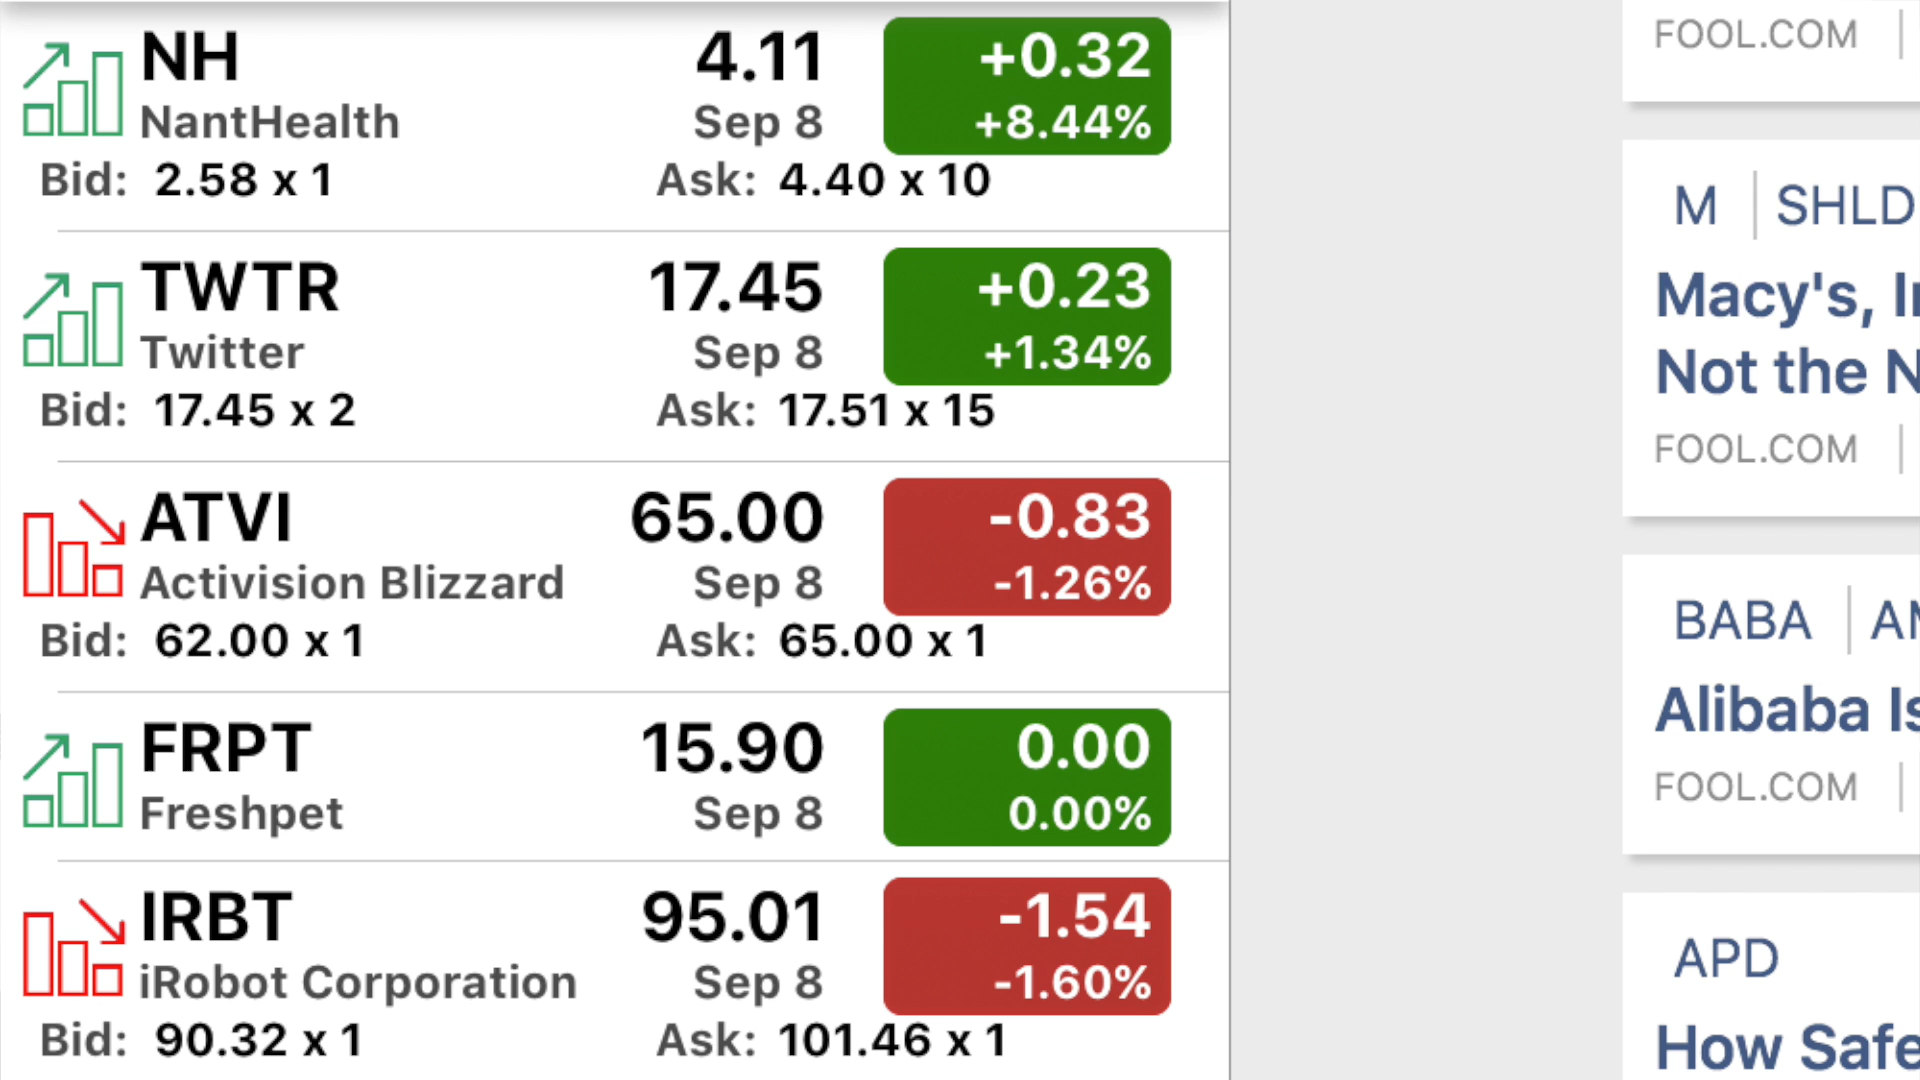 NH 4.11 +0.32
NantHealth Sep 8 +8.44%
Bid: 2.58 x 1 Ask: 4.40 x 10
TWTR 17.45 +0.23
Twitter Sep 8 +1.34%
Bid: 17.45 x 2 Ask: 17.51 x 15
ATVI 65.00 -0.83
Activision Blizzard Sep 8 -1.26%
Bid: 62.00 x 1 Ask: 65.00 x 1
FRPT 15.90 0.00
Freshpet Sep 8 0.00%
IRBT 95.01 -1.54
iRobot Corporation Sep 8 -1.60%
Bid: 90.32 x 1 Ask: 101.46 x 1
FOOL.COM
M SHLD
Macy's,
Not the
FOOL.COM
BABA
Alibaba
FOOL.COM
APD
How Safe